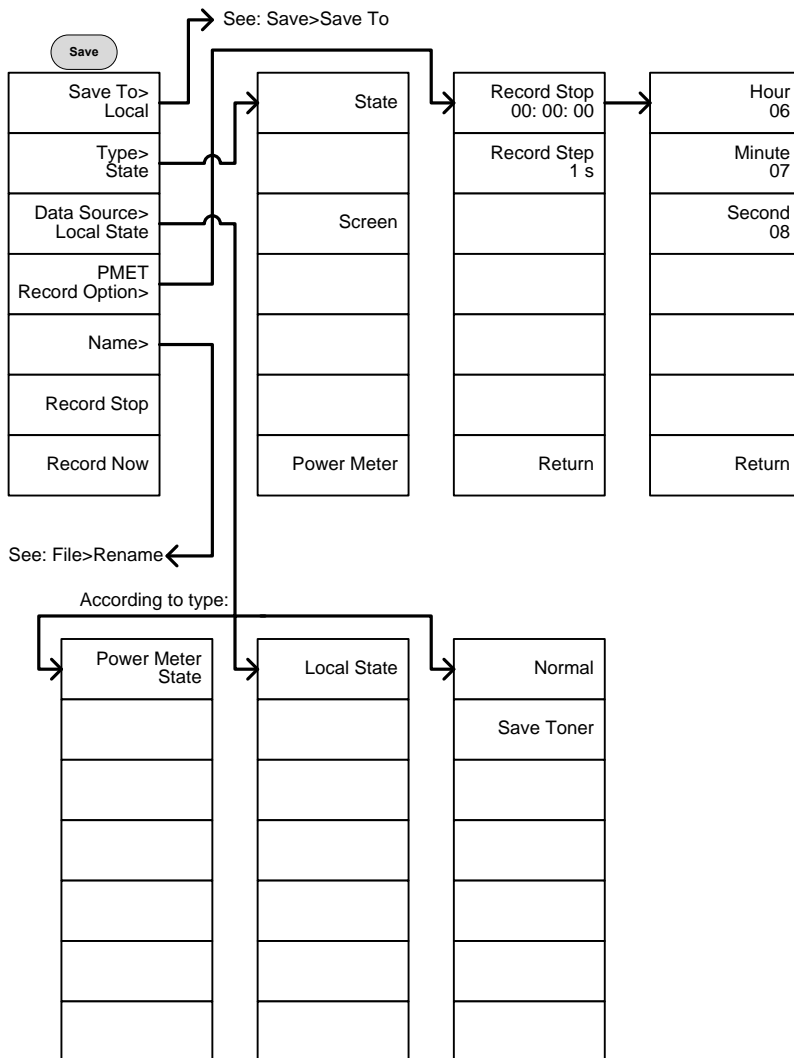 See: Save>Save To
Save
Save To>
Local
Type>
State
Data Source>
Local State
PMET
Record Option>
Name>
Record Stop
Record Now
State
Screen
Power Meter
Record Stop
00: 00: 00
Record Step
1 s
Return
Hour
06
Minute
07
Second
08
Return
See: File>Rename
According to type:
Power Meter
State
Local State
Normal
Save Toner